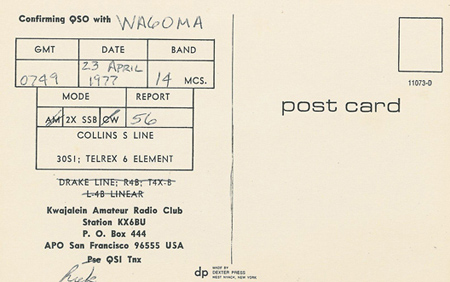 Confirming QSO with WA6OMA
GMT DATE BAND
0749 23 APRIL 1977 14 MCS.
MODE REPORT
AM 2X SSB CW 56
COLLINS S LINE
30S1; TELREX 6 ELEMENT
DRAKE LINE; R4B; T4X-B
L-4B LINEAR
Kwajalein Amateur Radio Club
Station KX6BU
P. O. Box 444
APO San Francisco 96555 USA
Pse QSl Tnx
Rick
11073-D
post card
dp MADE BY
DEXTER PRESS
WEST NYACK, NEW YORK